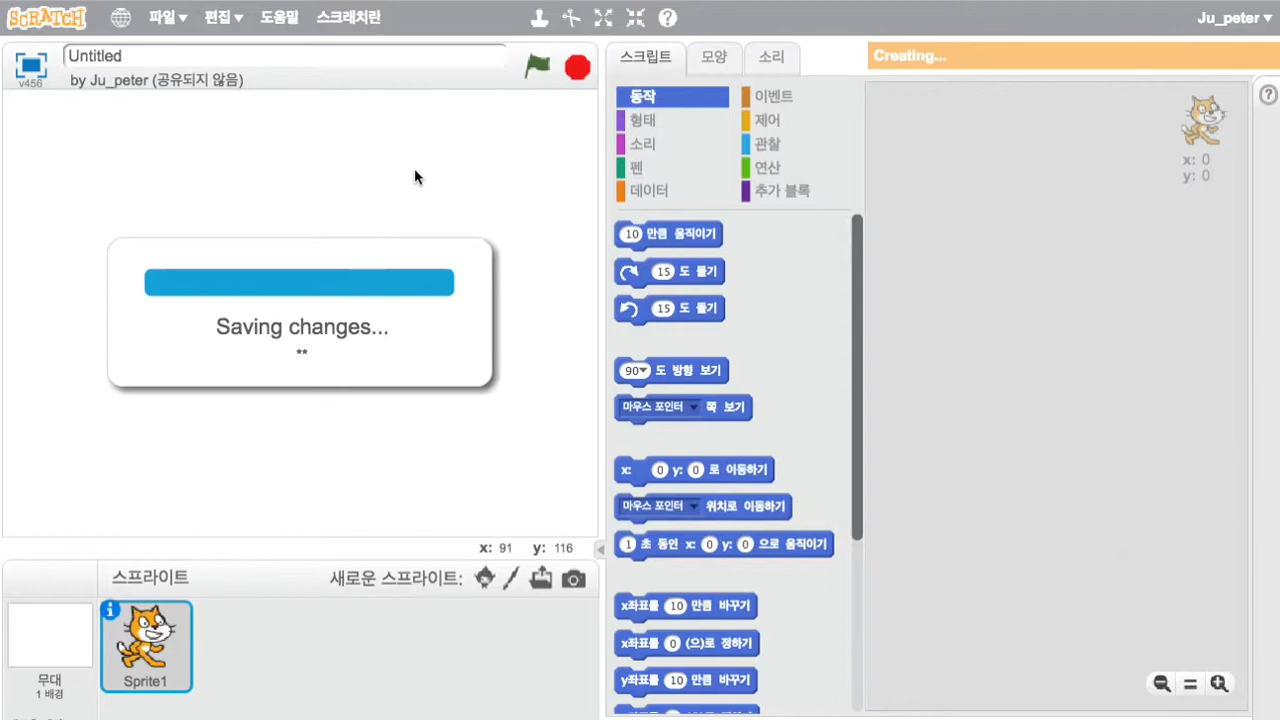 SCRATCH 파일▼ 편집▼ 도움말 스크래치란 Ju_peter▼
v456
Untitled
by Ju_peter (공유되지 않음)
스크립트 모양 소리
Creating...
동작 이벤트
형태 제어
소리 관찰
펜 연산
데이터 추가 블록
x: 0
y: 0
10 만큼 움직이기
15 도 돌기
15 도 돌기
90▼ 도 방향 보기
마우스 포인터 쪽 보기
x: 0 y: 0 로 이동하기
마우스 포인터 위치로 이동하기
1 초 동안 x: 0 y: 0 으로 움직이기
x좌표를 10 만큼 바꾸기
x좌표를 0 (으)로 정하기
y좌표를 10 만큼 바꾸기
Saving changes...
**
x: 91 y: 116
스프라이트 새로운 스프라이트:
무대
1 배경
Sprite1